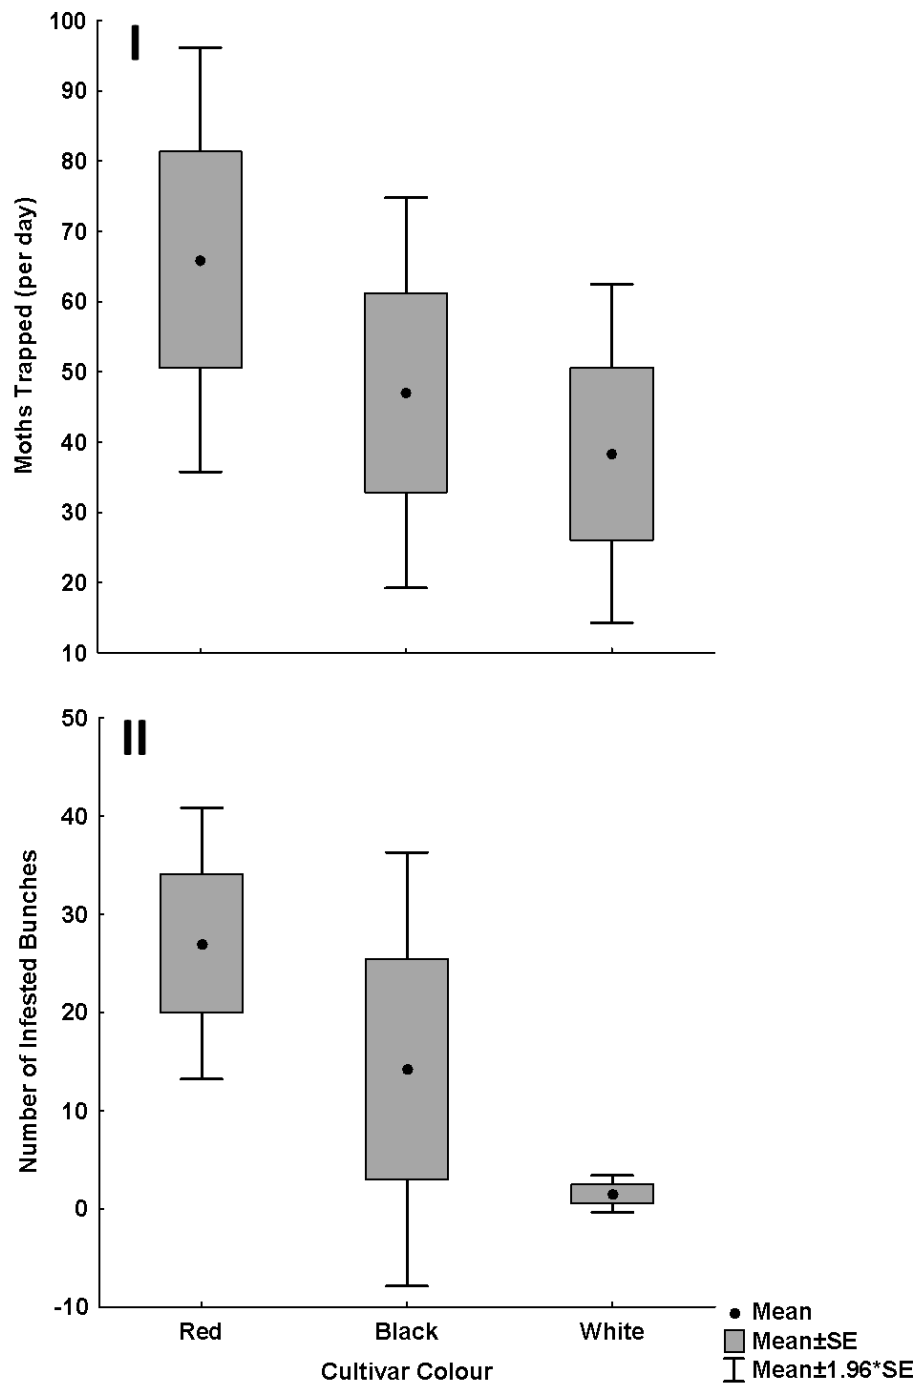 I
100
90
80
70
60
50
40
30
20
10
Moths Trapped (per day)
II
50
40
30
20
10
0
-10
Number of Infested Bunches
Red Black White
Cultivar Colour
Mean
Mean±SE
Mean±1.96*SE